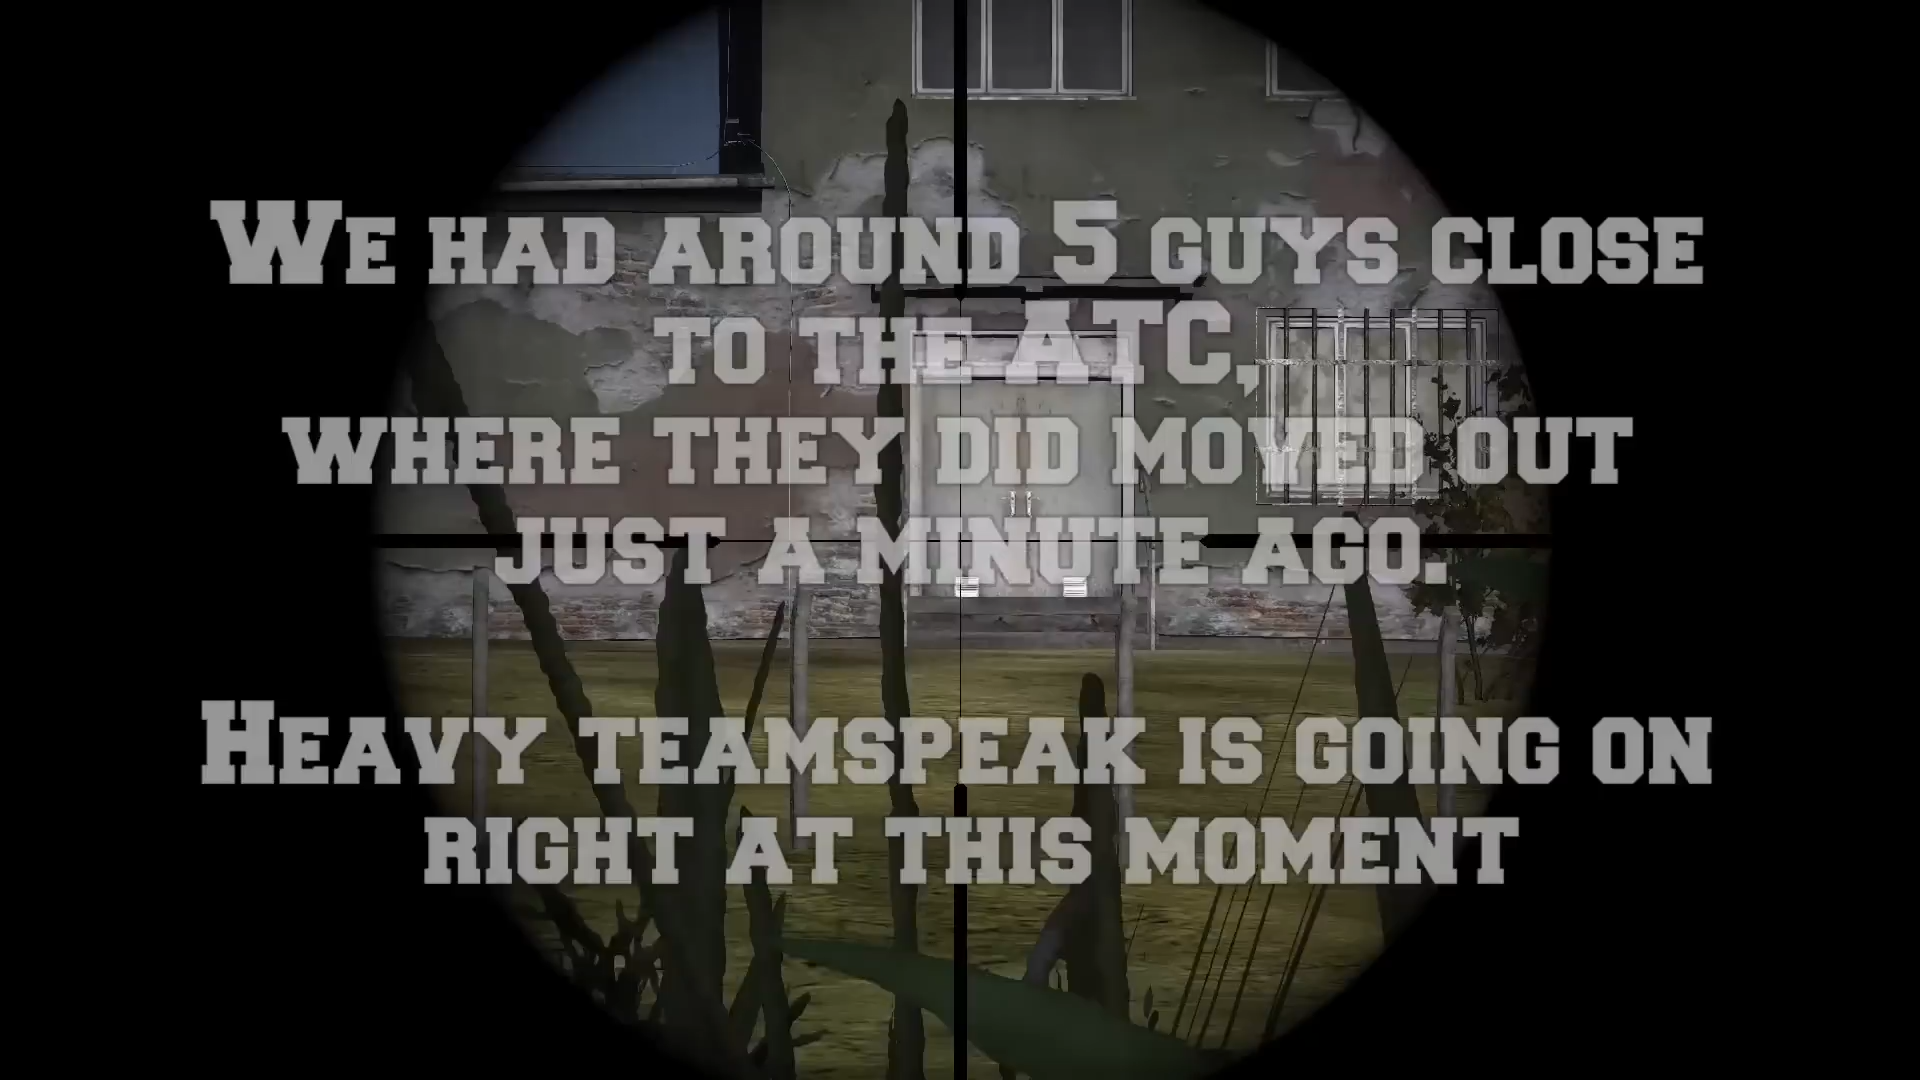 We had around 5 guys close
to the ATC,
where they did moved out
just a minute ago.
Heavy teamspeak is going on
right at this moment